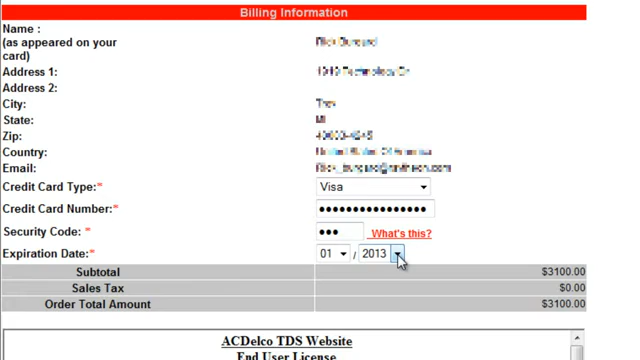 Billing Information
Name :
(as appeared on your
card)
Address 1:
Address 2:
City:
State:
MI
Zip:
Country:
Email:
Credit Card Type:* Visa
Credit Card Number:* ••••••••••••••••
Security Code: * ••• What's this?
Expiration Date:* 01 / 2013
Subtotal $3100.00
Sales Tax $0.00
Order Total Amount $3100.00
ACDelco TDS Website
End User License